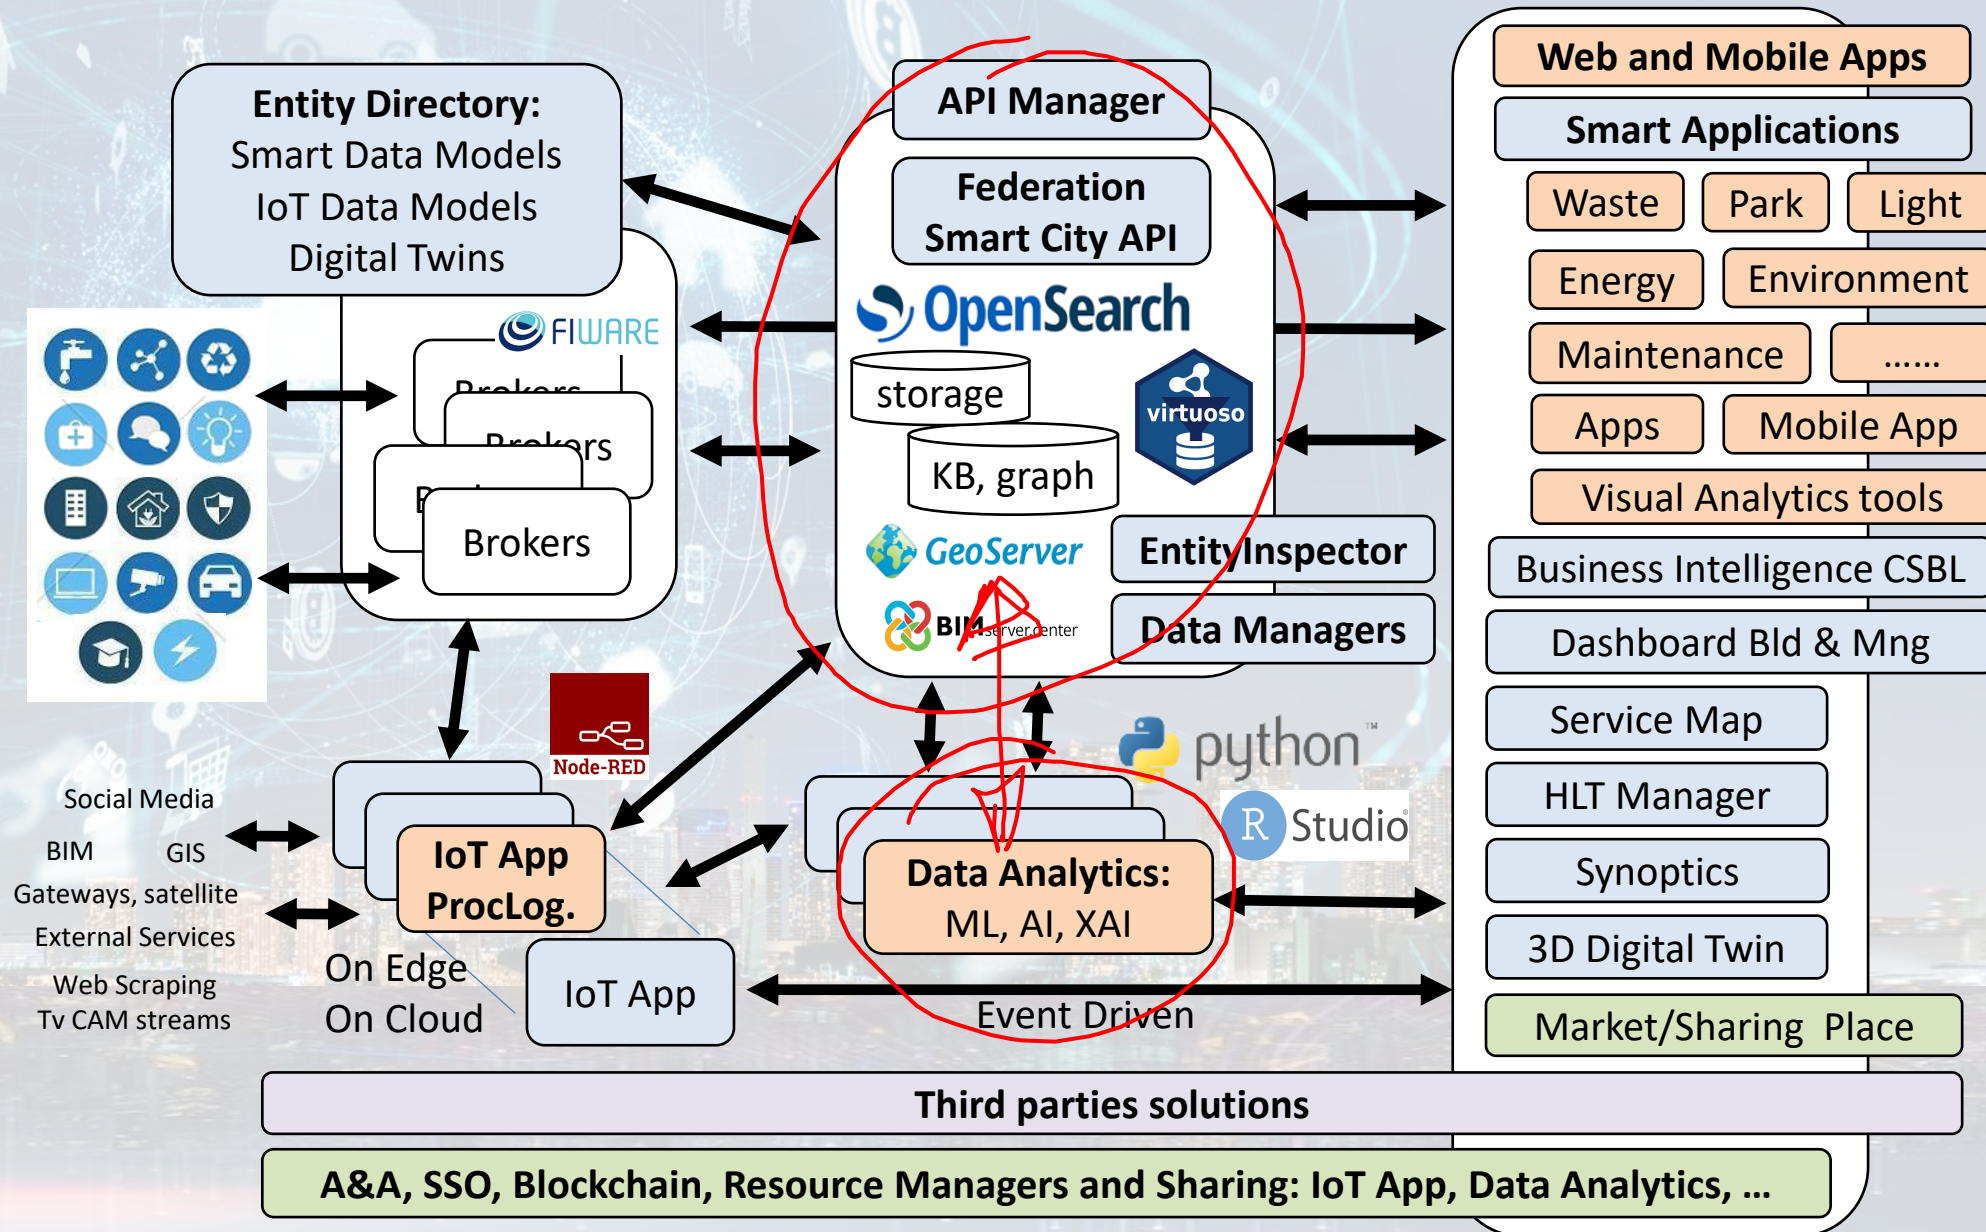 Entity Directory:
Smart Data Models
IoT Data Models
Digital Twins
FIWARE
Brokers
Brokers
Brokers
Social Media
BIM GIS
Gateways, satellite
External Services
Web Scraping
Tv CAM streams
Node-RED
IoT App
ProcLog.
On Edge
On Cloud
IoT App
API Manager
Federation
Smart City API
OpenSearch
storage
virtuoso
KB, graph
GeoServer
EntityInspector
BIMserver.center
Data Managers
python™
R Studio
Data Analytics:
ML, AI, XAI
Event Driven
Web and Mobile Apps
Smart Applications
Waste Park Light
Energy Environment
Maintenance ......
Apps Mobile App
Visual Analytics tools
Business Intelligence CSBL
Dashboard Bld & Mng
Service Map
HLT Manager
Synoptics
3D Digital Twin
Market/Sharing Place
Third parties solutions
A&A, SSO, Blockchain, Resource Managers and Sharing: IoT App, Data Analytics, ...